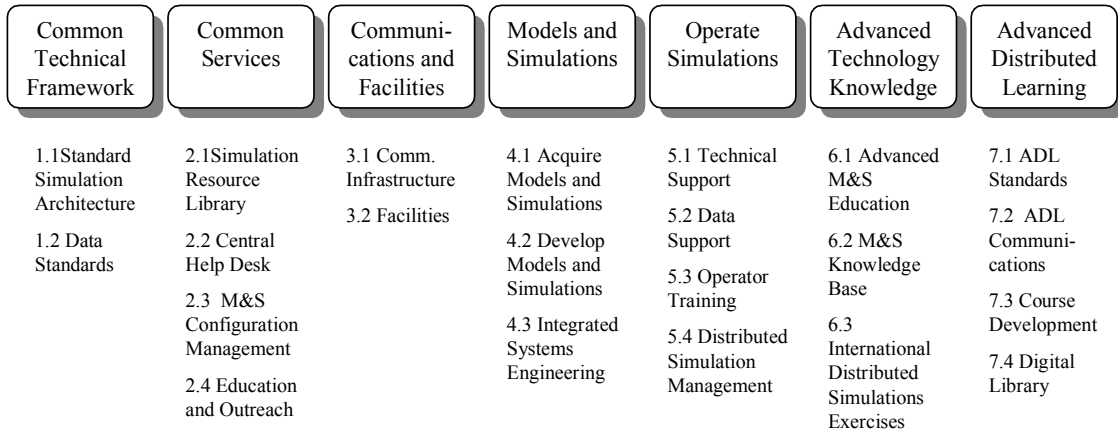 Common
Technical
Framework
Common
Services
Communi-
cations and
Facilities
Models and
Simulations
Operate
Simulations
Advanced
Technology
Knowledge
Advanced
Distributed
Learning
1.1Standard
Simulation
Architecture
1.2 Data
Standards
2.1Simulation
Resource
Library
2.2 Central
Help Desk
2.3 M&S
Configuration
Management
2.4 Education
and Outreach
3.1 Comm.
Infrastructure
3.2 Facilities
4.1 Acquire
Models and
Simulations
4.2 Develop
Models and
Simulations
4.3 Integrated
Systems
Engineering
5.1 Technical
Support
5.2 Data
Support
5.3 Operator
Training
5.4 Distributed
Simulation
Management
6.1 Advanced
M&S
Education
6.2 M&S
Knowledge
Base
6.3
International
Distributed
Simulations
Exercises
7.1 ADL
Standards
7.2 ADL
Communi-
cations
7.3 Course
Development
7.4 Digital
Library